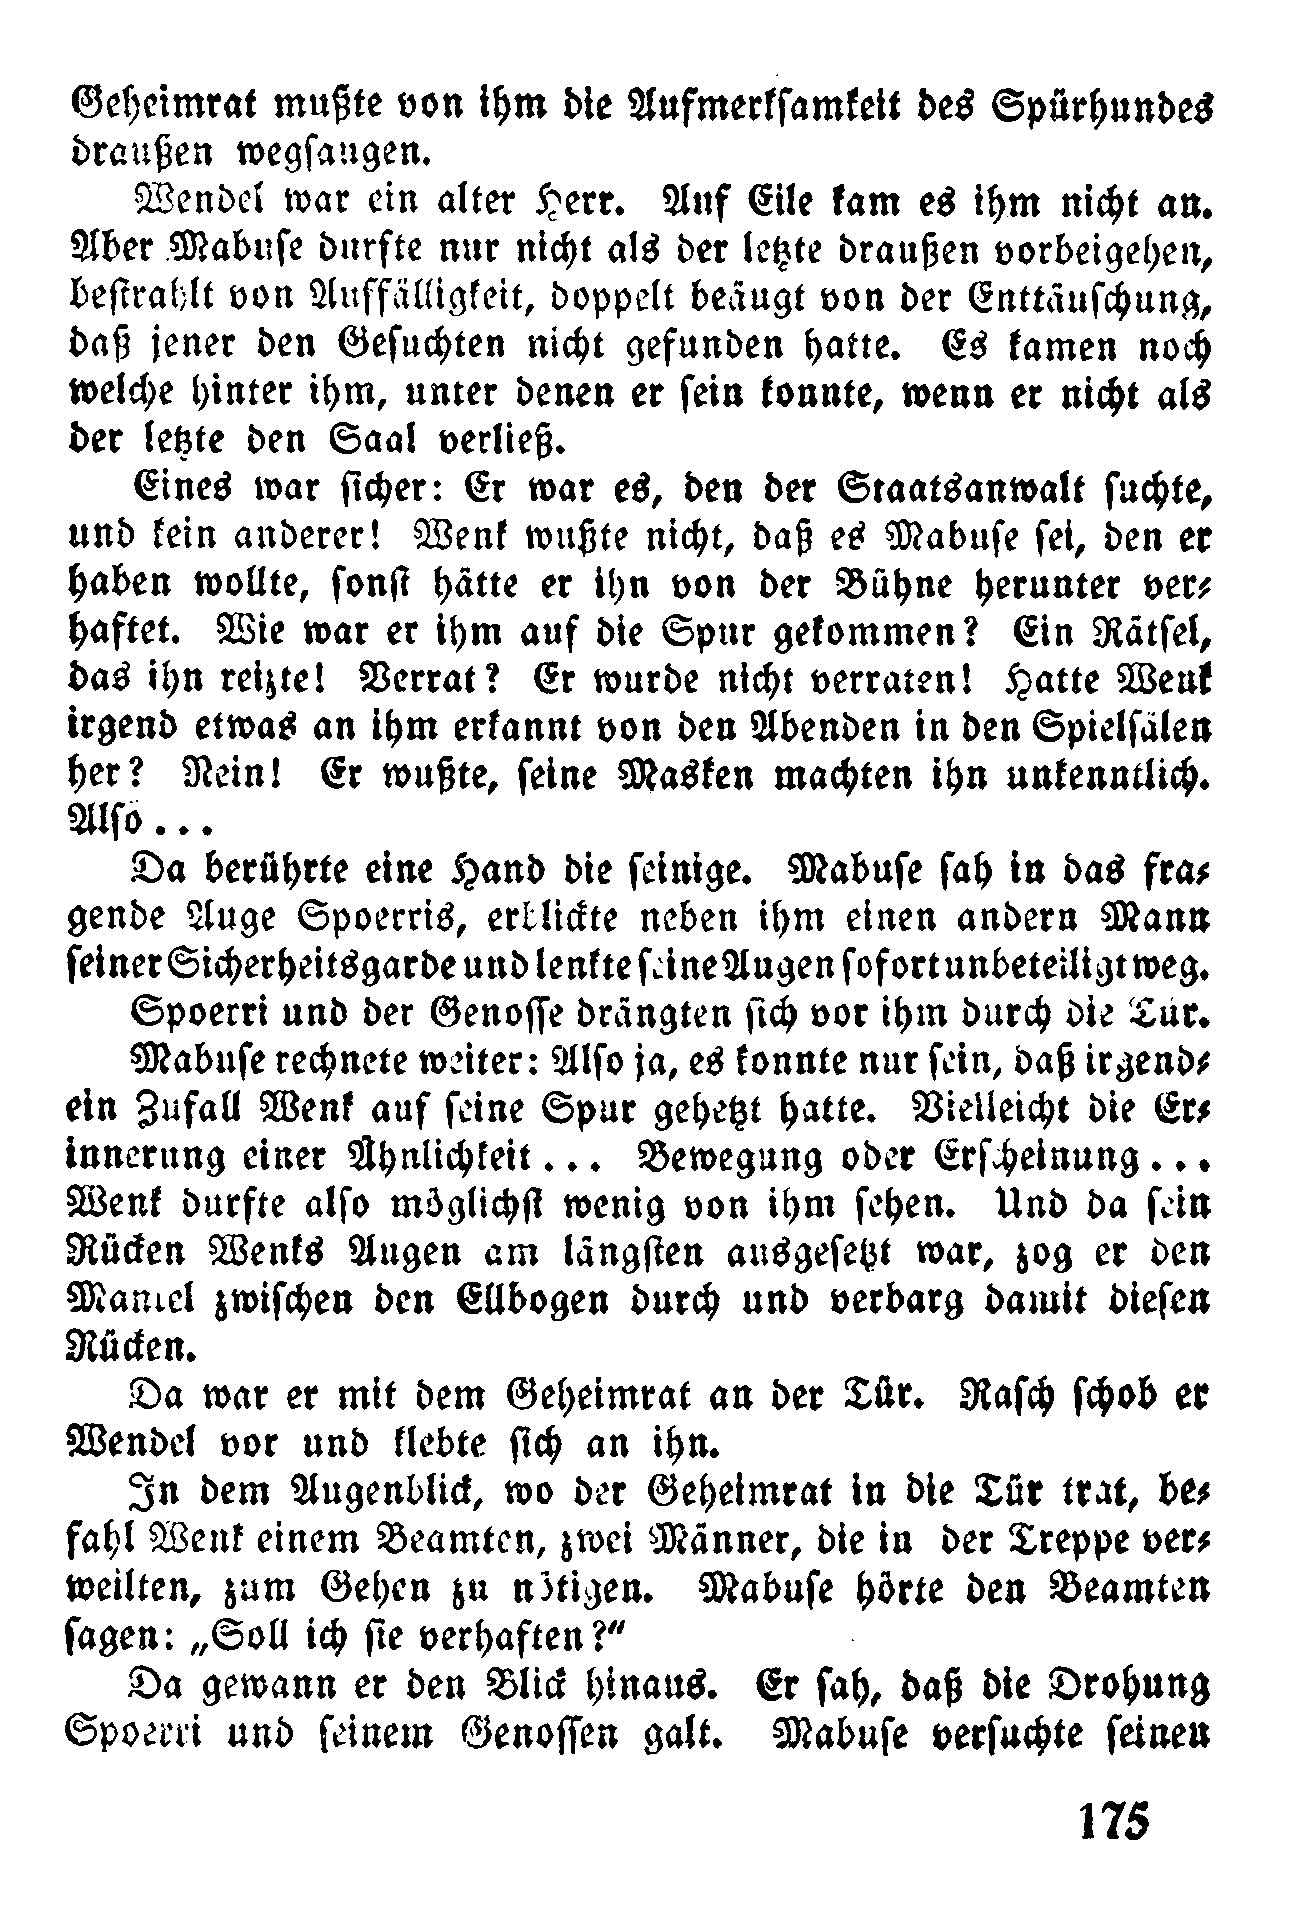 Geheimrat mußte von ihm die Aufmerksamkeit des Spürhundes
draußen wegsaugen.
Wendel war ein alter Herr. Auf Eile kam es ihm nicht an.
Aber Mabuse durfte nur nicht als der letzte draußen vorbeigehen,
bestrahlt von Auffälligkeit, doppelt beäugt von der Enttäuschung,
daß jener den Gesuchten nicht gefunden hatte. Es kamen noch
welche hinter ihm, unter denen er sein konnte, wenn er nicht als
der letzte den Saal verließ.
Eines war sicher: Er war es, den der Staatsanwalt suchte,
und kein anderer! Wenk wußte nicht, daß es Mabuse sei, den er
haben wollte, sonst hätte er ihn von der Bühne herunter ver-
haftet. Wie war er ihm auf die Spur gekommen? Ein Rätsel,
das ihn reizte! Verrat? Er wurde nicht verraten! Hatte Wenk
irgend etwas an ihm erkannt von den Abenden in den Spielsälen
her? Nein! Er wußte, seine Masken machten ihn unkenntlich.
Also . . .
Da berührte eine Hand die seinige. Mabuse sah in das fra-
gende Auge Spoerris, erblickte neben ihm einen andern Mann
seiner Sicherheitsgarde und lenkte seine Augen sofort unbeteiligt weg.
Spoerri und der Genosse drängten sich vor ihm durch die Tür.
Mabuse rechnete weiter: Also ja, es konnte nur sein, daß irgend-
ein Zufall Wenk auf seine Spur gehetzt hatte. Vielleicht die Er-
innerung einer Ähnlichkeit . . . Bewegung oder Erscheinung . . .
Wenk durfte also möglichst wenig von ihm sehen. Und da sein
Rücken Wenks Augen am längsten ausgesetzt war, zog er den
Mantel zwischen den Ellbogen durch und verbarg damit diesen
Rücken.
Da war er mit dem Geheimrat an der Tür. Rasch schob er
Wendel vor und klebte sich an ihn.
In dem Augenblick, wo der Geheimrat in die Tür trat, be-
fahl Wenk einem Beamten, zwei Männer, die in der Treppe ver-
weilten, zum Gehen zu nötigen. Mabuse hörte den Beamten
sagen: „Soll ich sie verhaften?“
Da gewann er den Blick hinaus. Er sah, daß die Drohung
Spoerri und seinem Genossen galt. Mabuse versuchte seinen
175